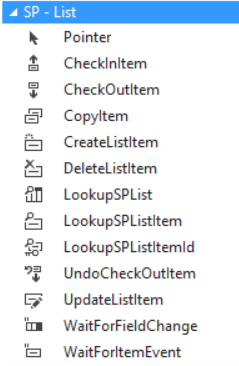 SP - List
Pointer
CheckInItem
CheckOutItem
CopyItem
CreateListItem
DeleteListItem
LookupSPList
LookupSPListItem
LookupSPListItemId
UndoCheckOutItem
UpdateListItem
WaitForFieldChange
WaitForItemEvent